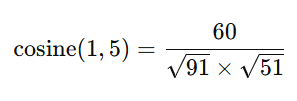 cosine(1, 5) = 60 / (√91 × √51)